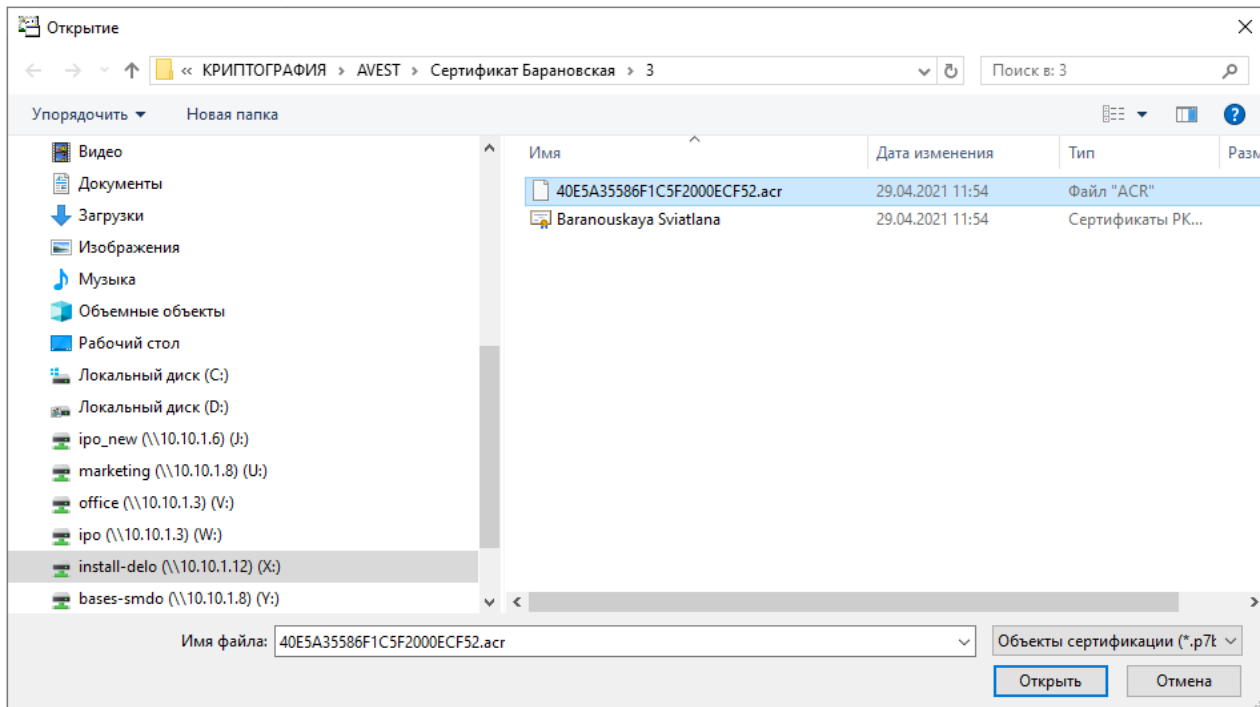 Открытие
« КРИПТОГРАФИЯ › AVEST › Сертификат Барановская › 3
Поиск в: 3
Упорядочить
Новая папка
Видео
Документы
Загрузки
Изображения
Музыка
Объемные объекты
Рабочий стол
Локальный диск (C:)
Локальный диск (D:)
ipo_new (\\10.10.1.6) (J:)
marketing (\\10.10.1.8) (U:)
office (\\10.10.1.3) (V:)
ipo (\\10.10.1.3) (W:)
install-delo (\\10.10.1.12) (X:)
bases-smdo (\\10.10.1.8) (Y:)
Имя Дата изменения Тип Разм
40E5A35586F1C5F2000ECF52.acr 29.04.2021 11:54 Файл "ACR"
Baranouskaya Sviatlana 29.04.2021 11:54 Сертификаты PK...
Имя файла: 40E5A35586F1C5F2000ECF52.acr
Объекты сертификации (*.p7b
Открыть Отмена